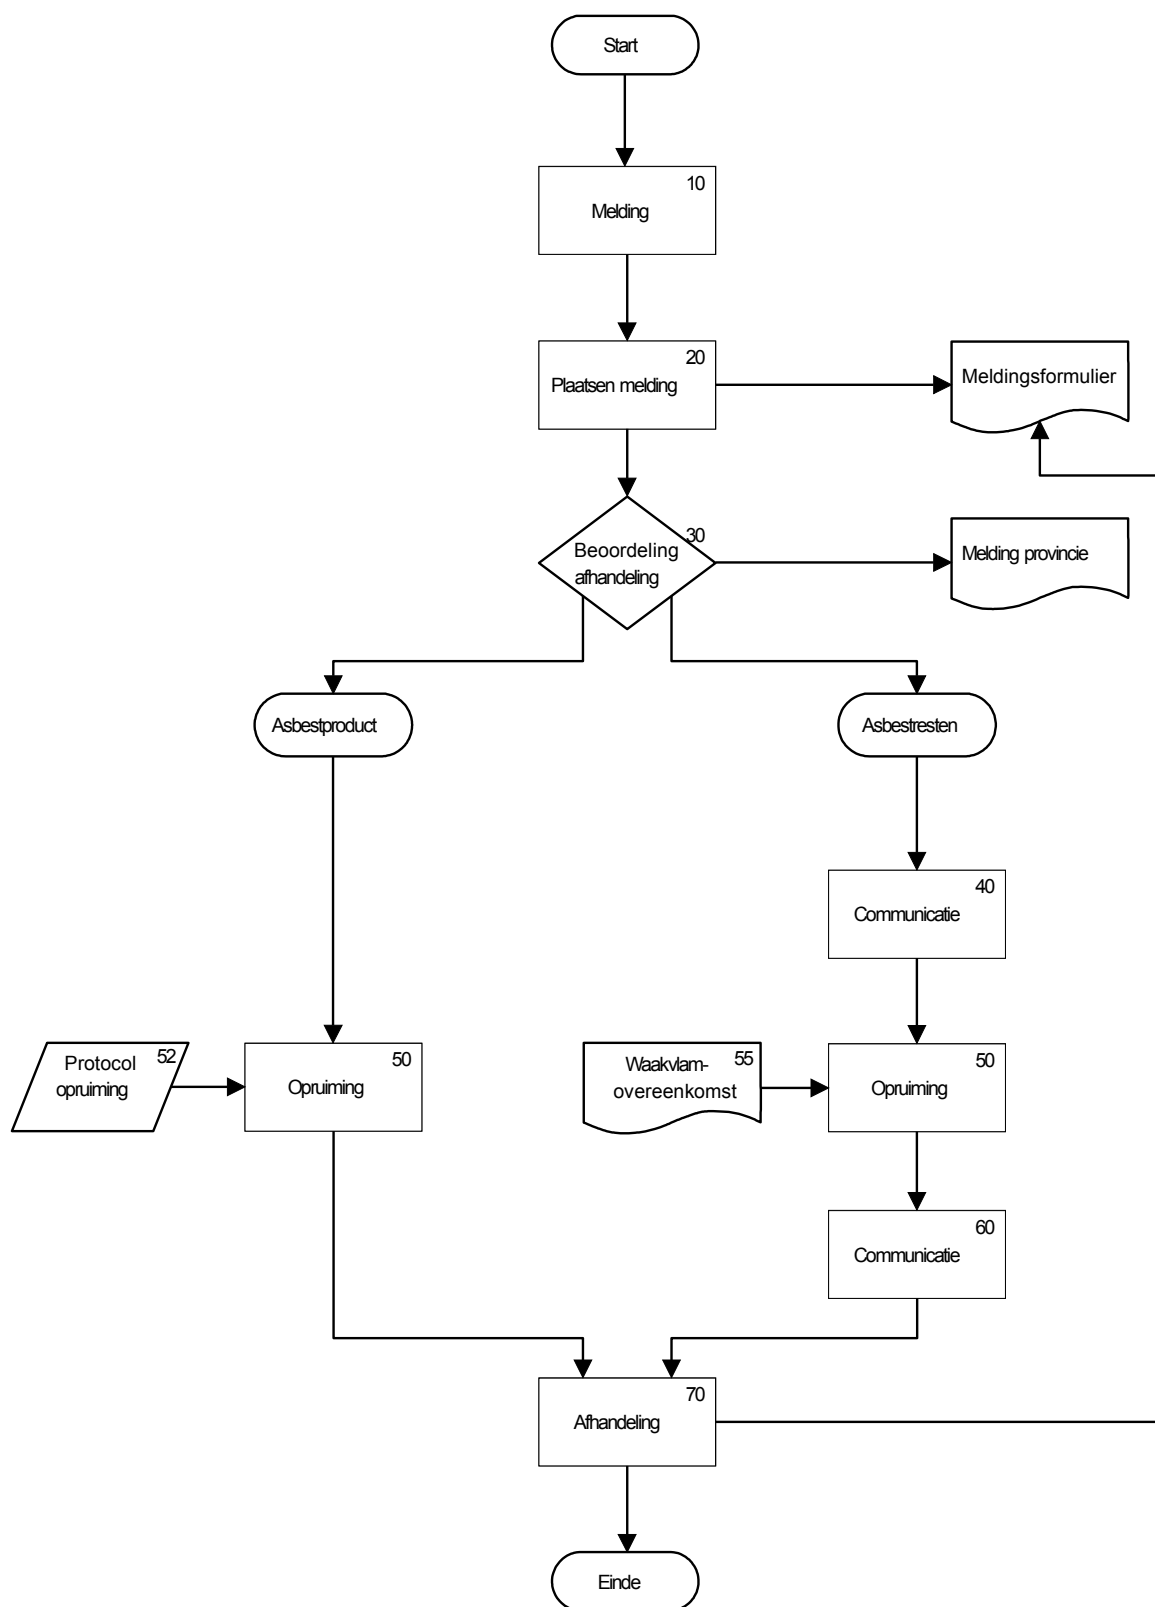 Start
10
Melding
20
Plaatsen melding
Meldingsformulier
30
Beoordeling
afhandeling
Melding provincie
Asbestproduct
Asbestresten
40
Communicatie
52
Protocol
opruiming
50
Opruiming
55
Waakvlam-
overeenkomst
50
Opruiming
60
Communicatie
70
Afhandeling
Einde